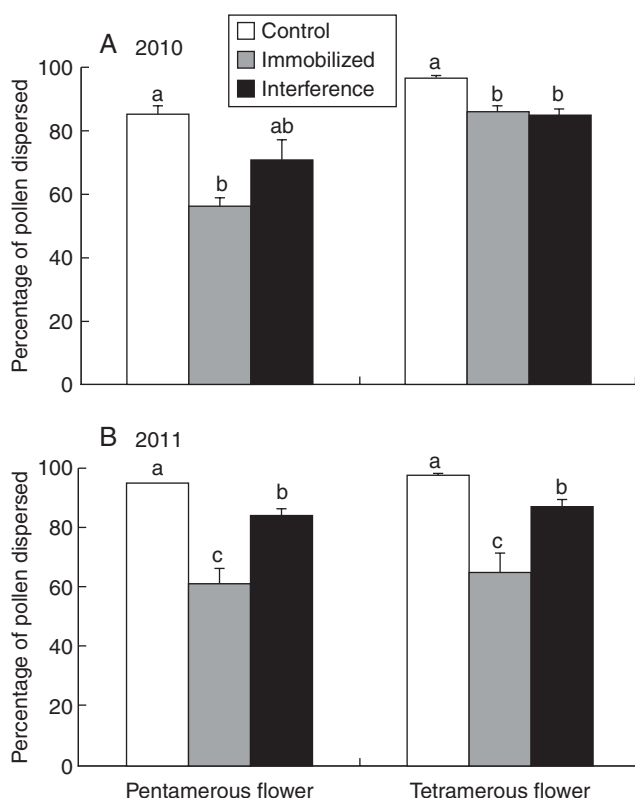 A 2010
Control
Immobilized
Interference
Percentage of pollen dispersed
100
80
60
40
20
0
a
b
ab
a
b
b
B 2011
Percentage of pollen dispersed
100
80
60
40
20
0
a
c
b
a
c
b
Pentamerous flower
Tetramerous flower